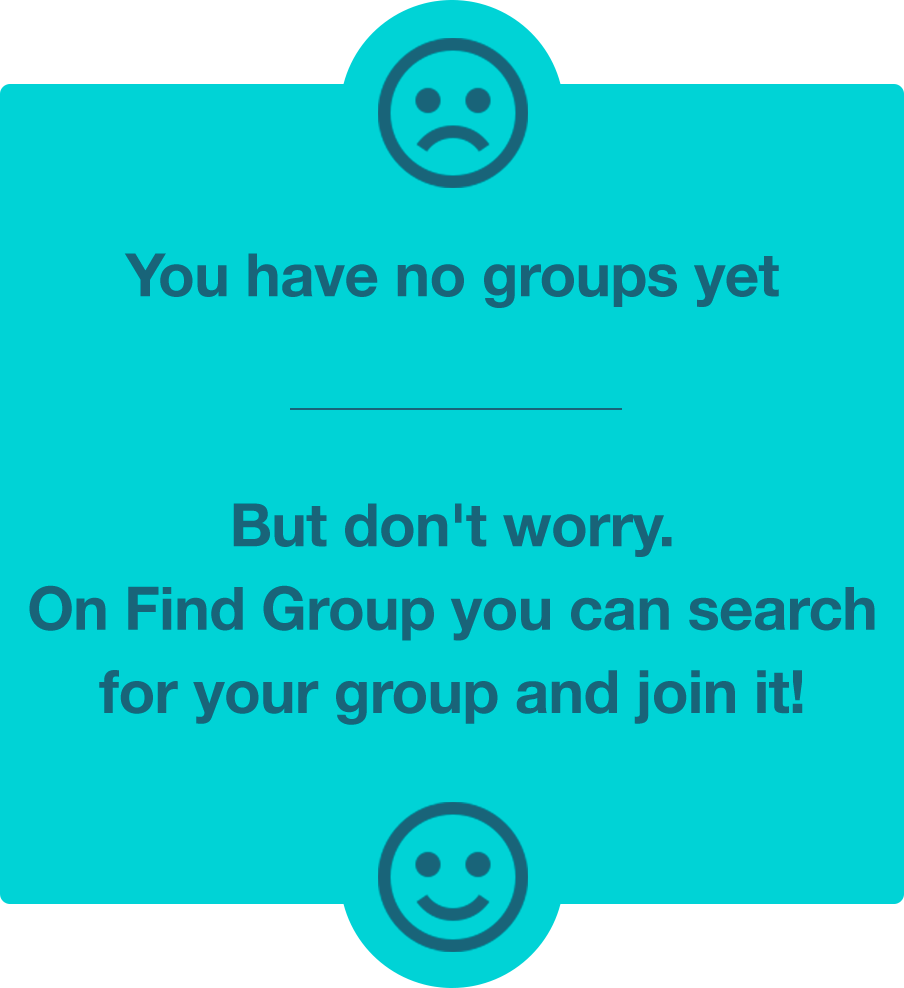 You have no groups yet
But don't worry.
On Find Group you can search
for your group and join it!